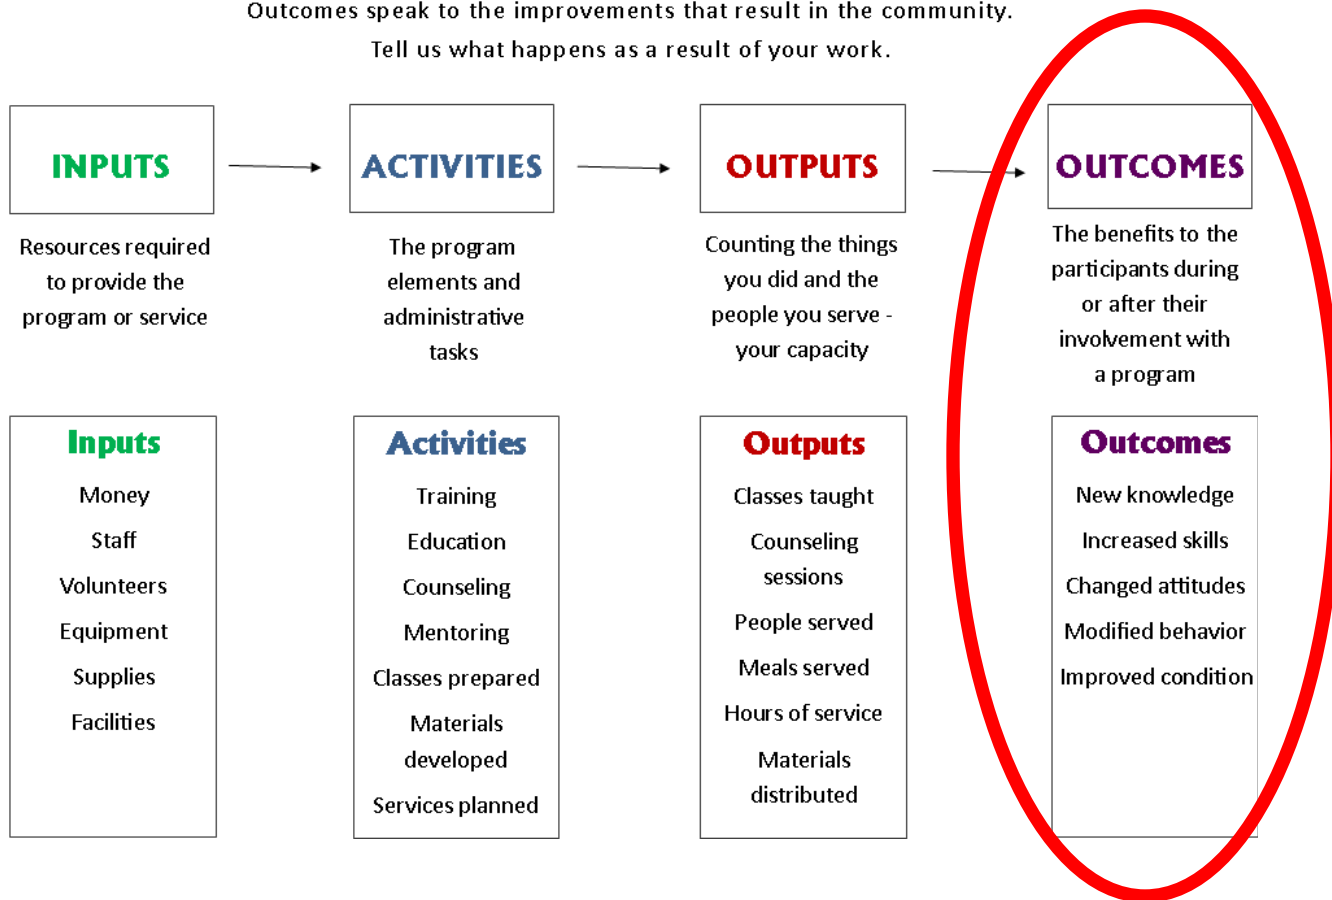 Outcomes speak to the improvements that result in the community.
Tell us what happens as a result of your work.
INPUTS
ACTIVITIES
OUTPUTS
OUTCOMES
Resources required
to provide the
program or service
The program
elements and
administrative
tasks
Counting the things
you did and the
people you serve -
your capacity
The benefits to the
participants during
or after their
involvement with
a program
Inputs
Money
Staff
Volunteers
Equipment
Supplies
Facilities
Activities
Training
Education
Counseling
Mentoring
Classes prepared
Materials
developed
Services planned
Outputs
Classes taught
Counseling
sessions
People served
Meals served
Hours of service
Materials
distributed
Outcomes
New knowledge
Increased skills
Changed attitudes
Modified behavior
Improved condition